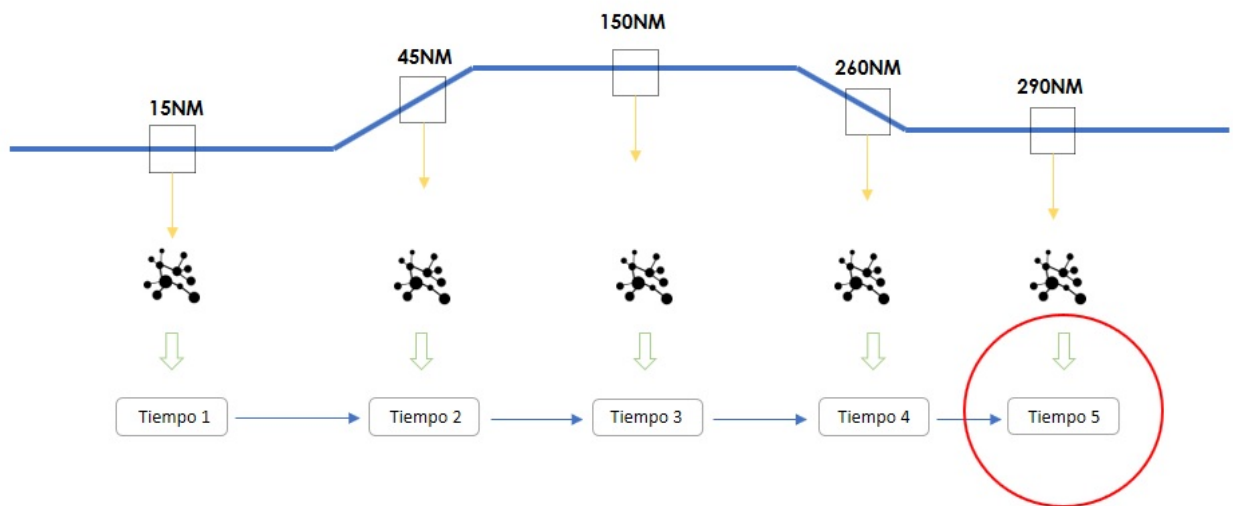 150NM
45NM
260NM
290NM
15NM
Tiempo 1
Tiempo 2
Tiempo 3
Tiempo 4
Tiempo 5